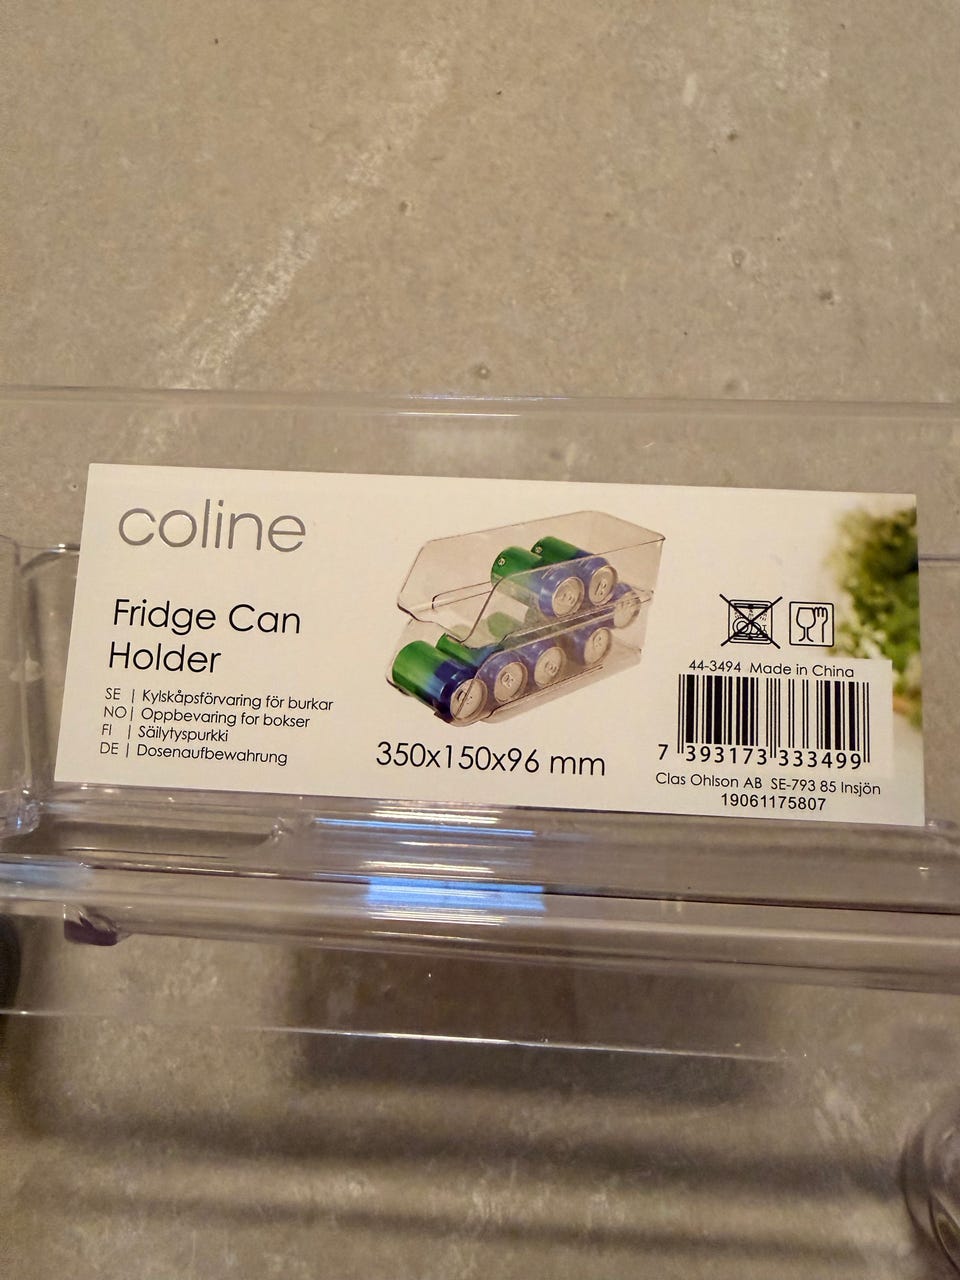 coline
Fridge Can
Holder
SE | Kylskåpsförvaring för burkar
NO | Oppbevaring for bokser
FI | Säilytyspurkki
DE | Dosenaufbewahrung
350x150x96 mm
44-3494 Made in China
7 393173 333499
Clas Ohlson AB SE-793 85 Insjön
19061175807